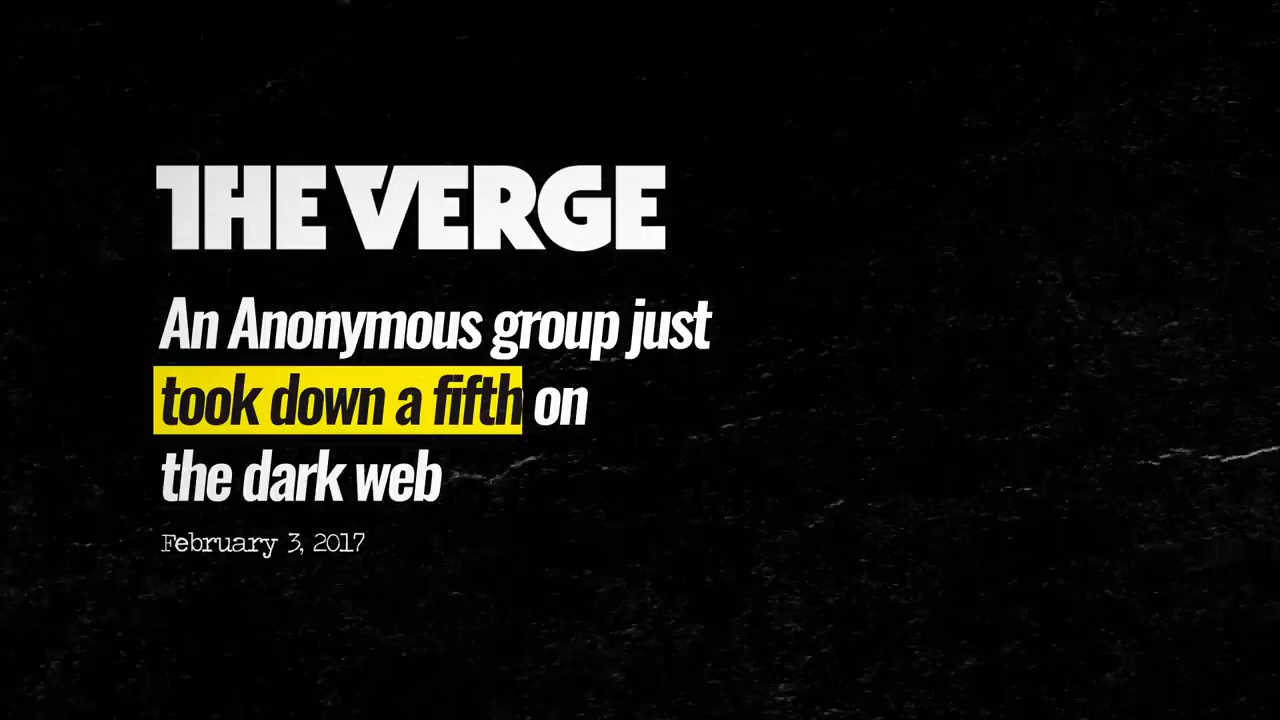 THE VERGE
An Anonymous group just
took down a fifth on
the dark web
February 3, 2017